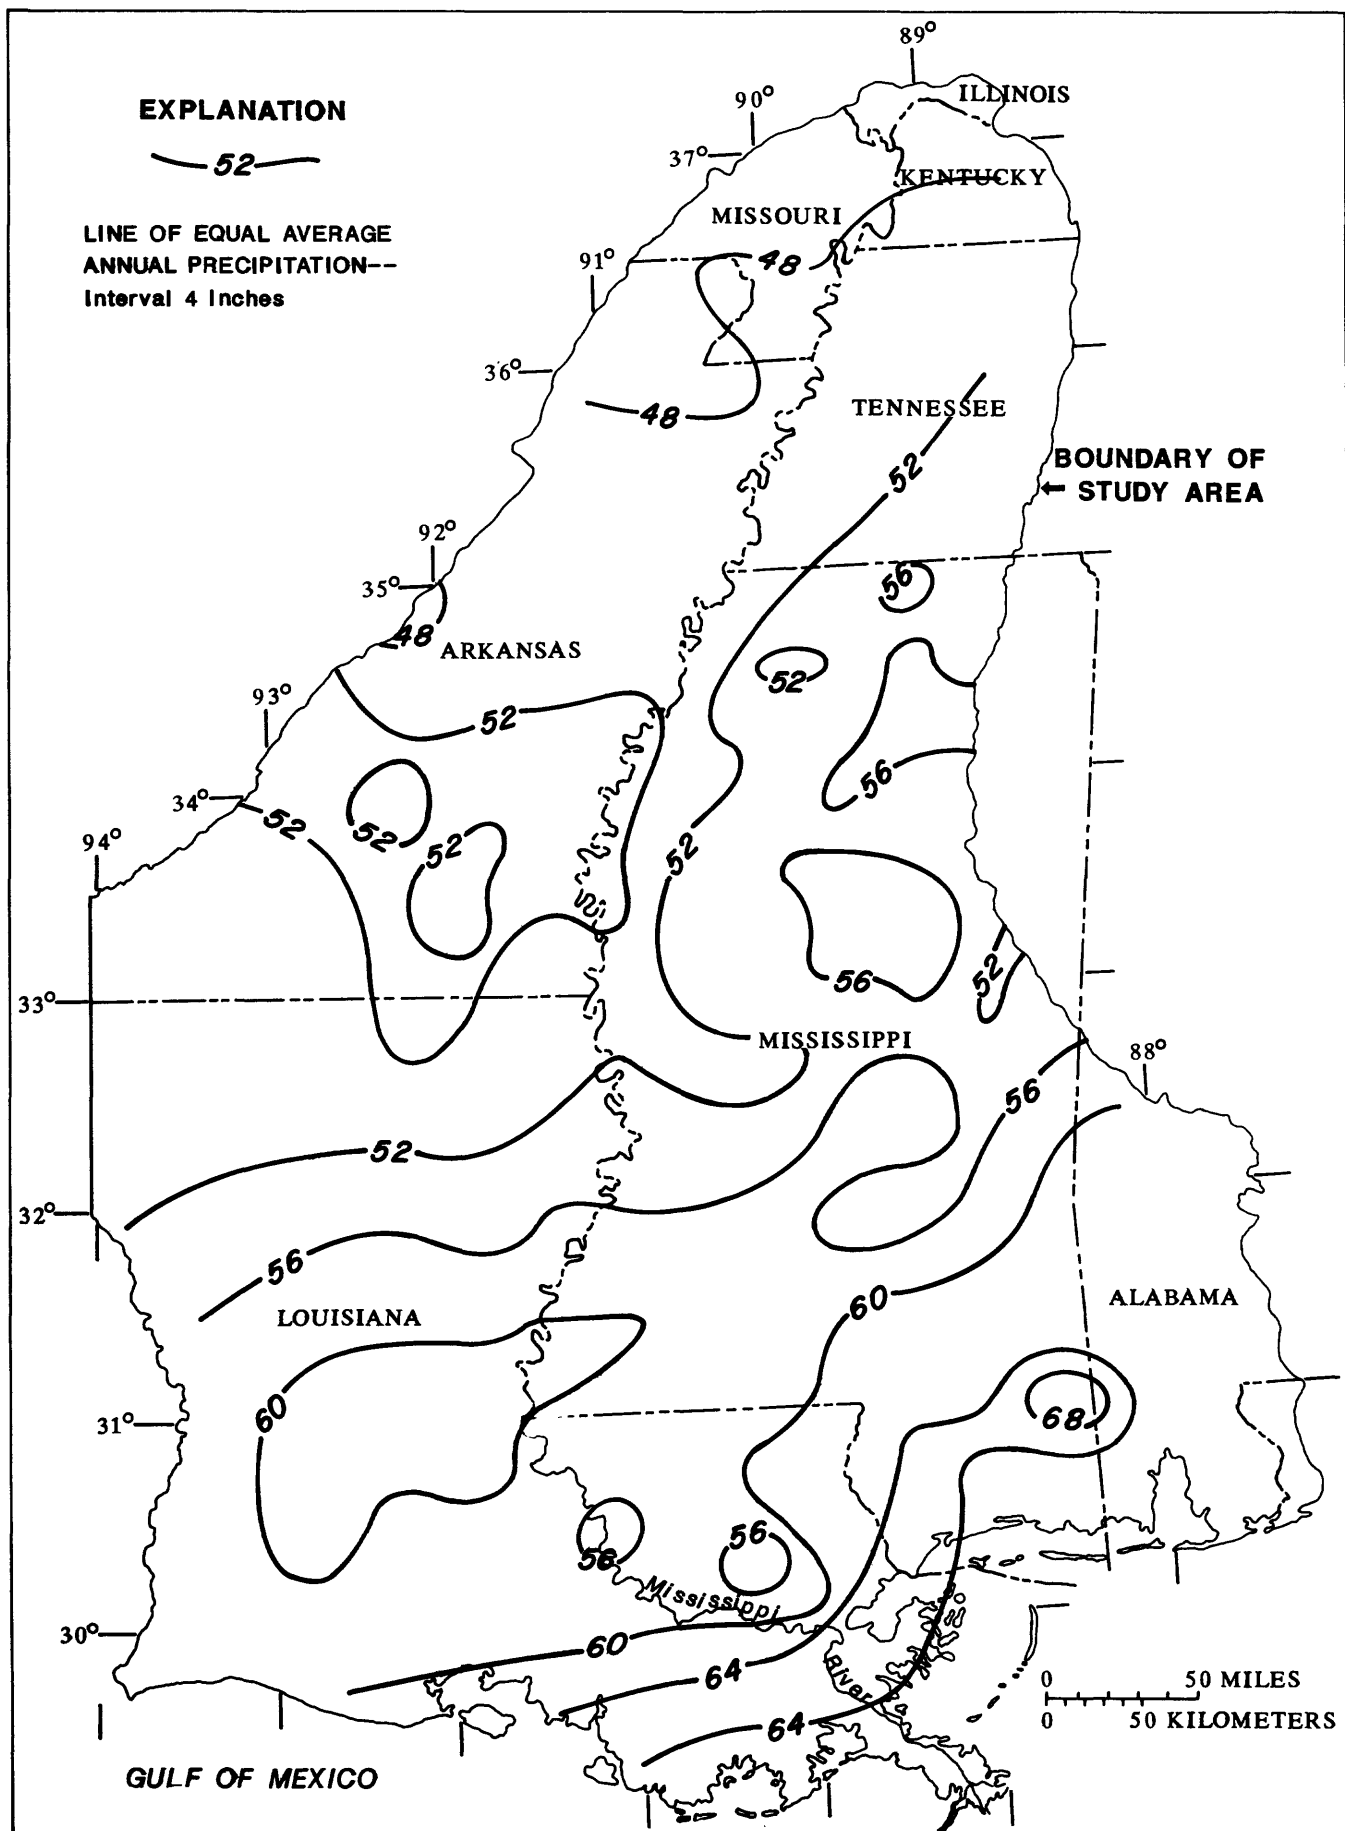 89°
ILLINOIS
90°
EXPLANATION
52
37°
KENTUCKY
MISSOURI
LINE OF EQUAL AVERAGE
ANNUAL PRECIPITATION--
Interval 4 Inches
48
91°
36°
48
TENNESSEE
52
BOUNDARY OF
STUDY AREA
92°
35°
56
48
ARKANSAS
52
93°
52
56
34°
52
52
52
94°
52
56
52
33°
MISSISSIPPI
88°
56
52
32°
56
60
ALABAMA
LOUISIANA
60
68
31°
56
56
Mississippi
30°
60
64
River
0 50 MILES
0 50 KILOMETERS
64
GULF OF MEXICO